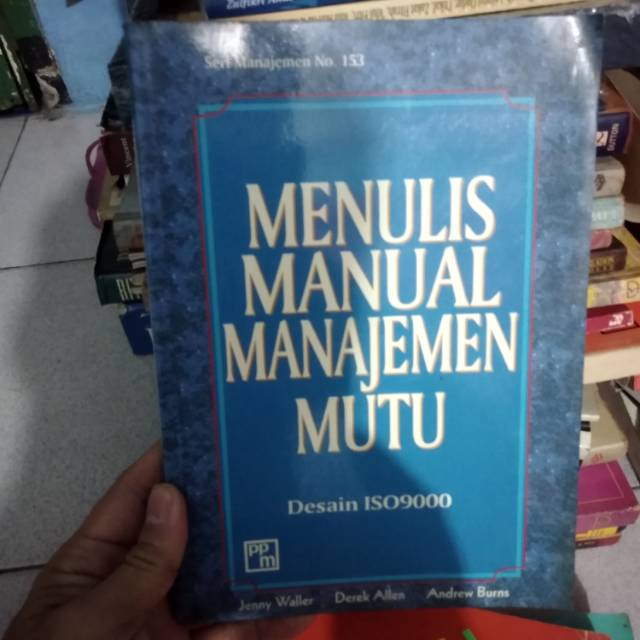 Seri Manajemen No. 153
MENULIS
MANUAL
MANAJEMEN
MUTU
Desain ISO9000
PPm
Jenny Waller Derek Allen Andrew Burns